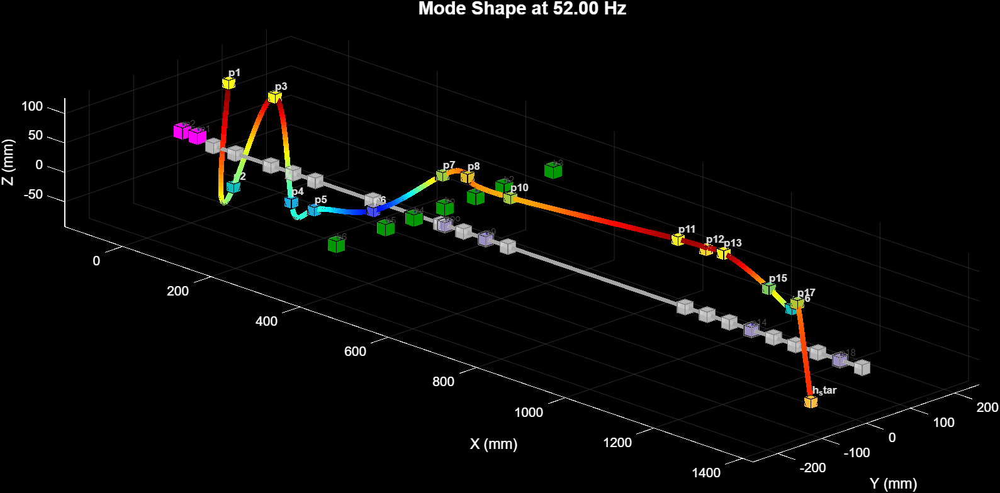 Mode Shape at 52.00 Hz
p1
p3
100
50
0
-50
Z (mm)
p4
p5
p7
p8
p10
p11
p12
p13
p15
p17
h_star
0
200
400
600
800
1000
1200
1400
X (mm)
200
100
0
-100
-200
Y (mm)